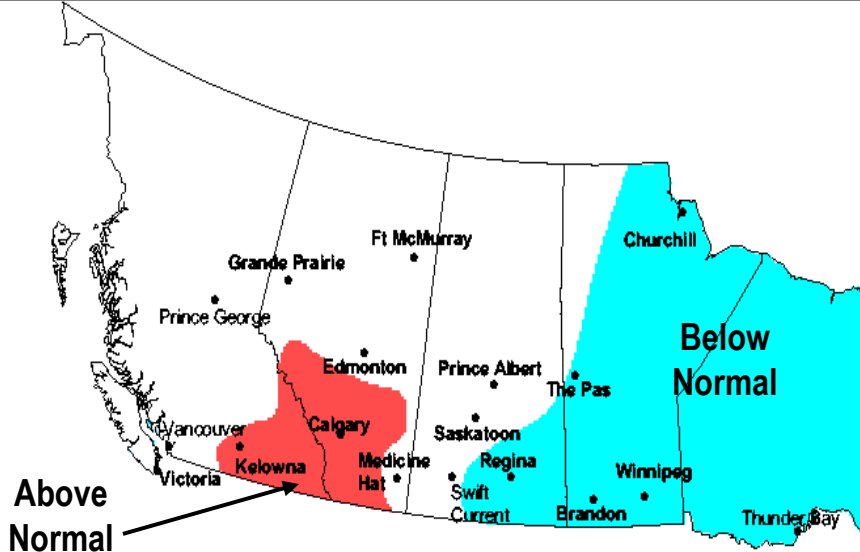 Ft McMurray
Churchill
Grande Prairie
Prince George
Below
Normal
Edmonton
Prince Albert
The Pas
Calgary
Vancouver
Saskatoon
Kelowna
Medicine
Hat
Regina
Winnipeg
Victoria
Swift
Current
Brandon
Thunder Bay
Above
Normal